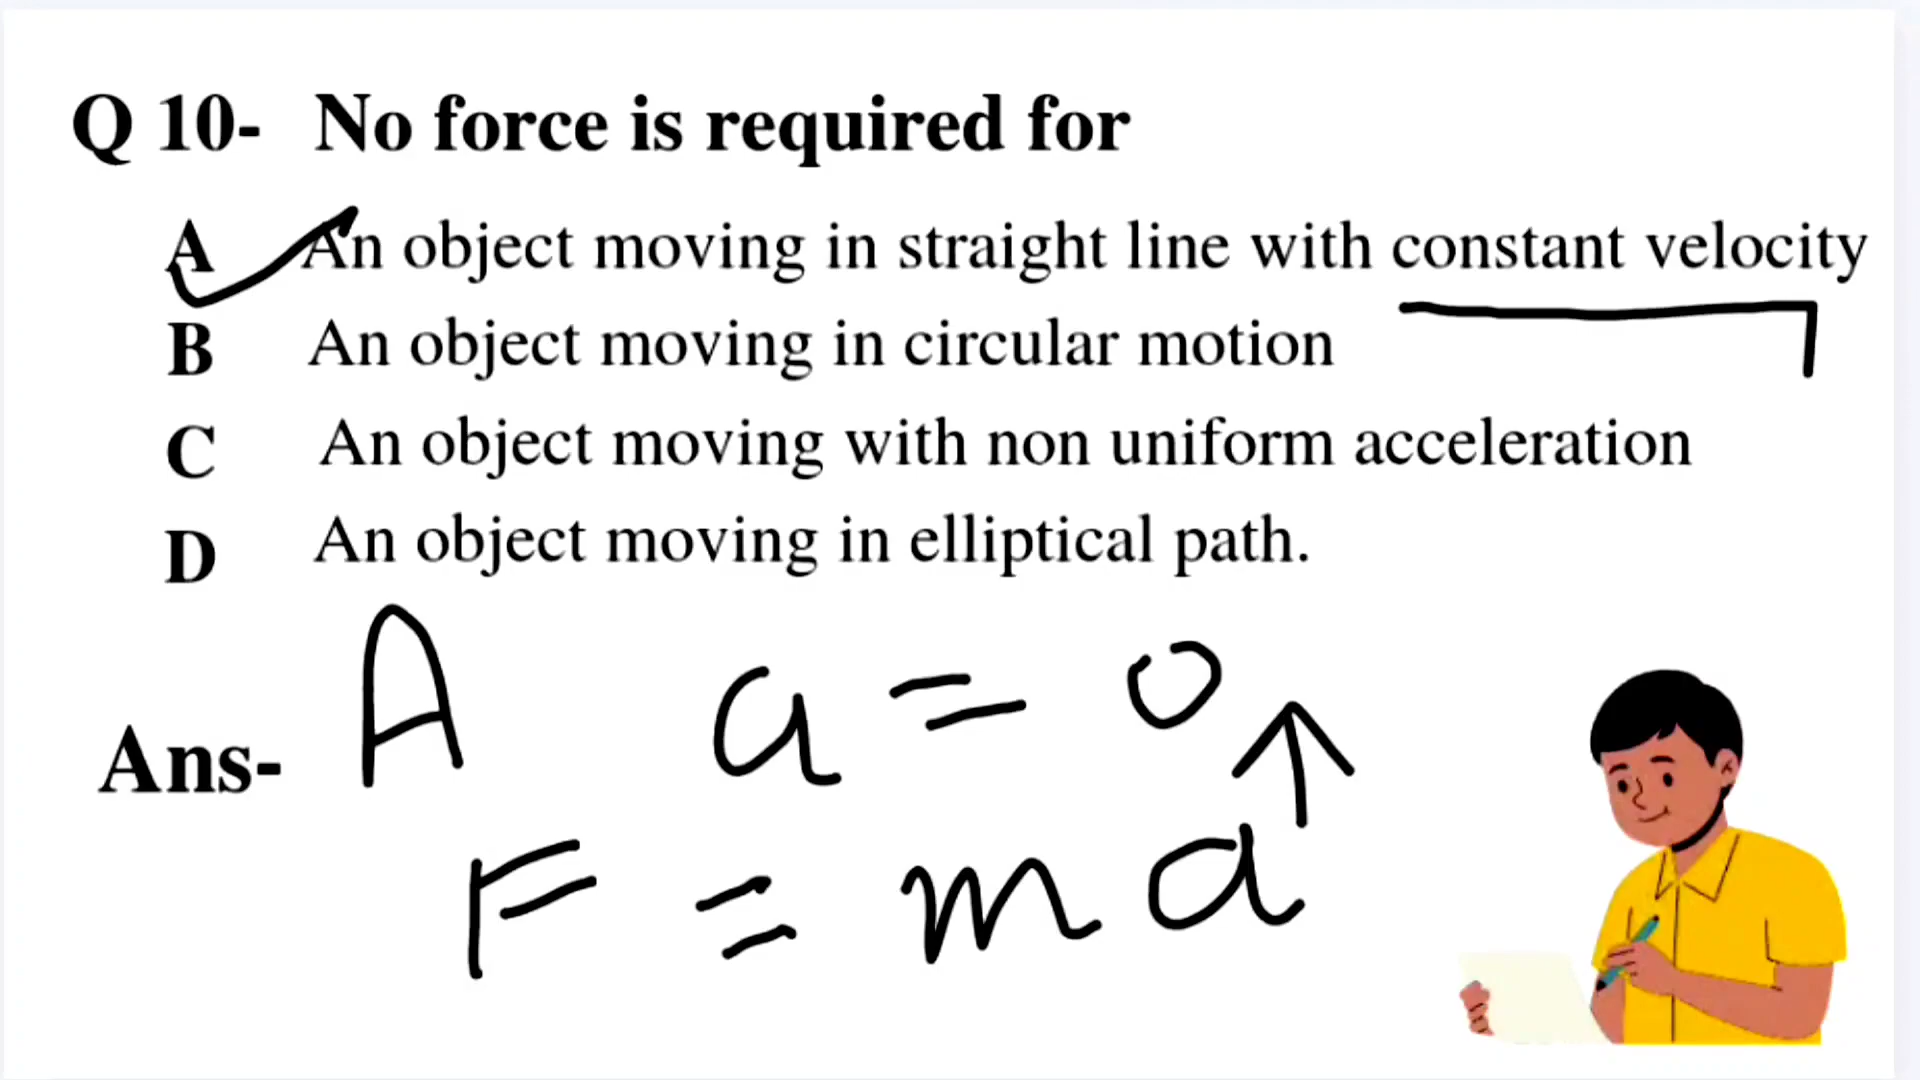 Q 10- No force is required for
A An object moving in straight line with constant velocity
B An object moving in circular motion
C An object moving with non uniform acceleration
D An object moving in elliptical path.
Ans- A a = 0
F = ma